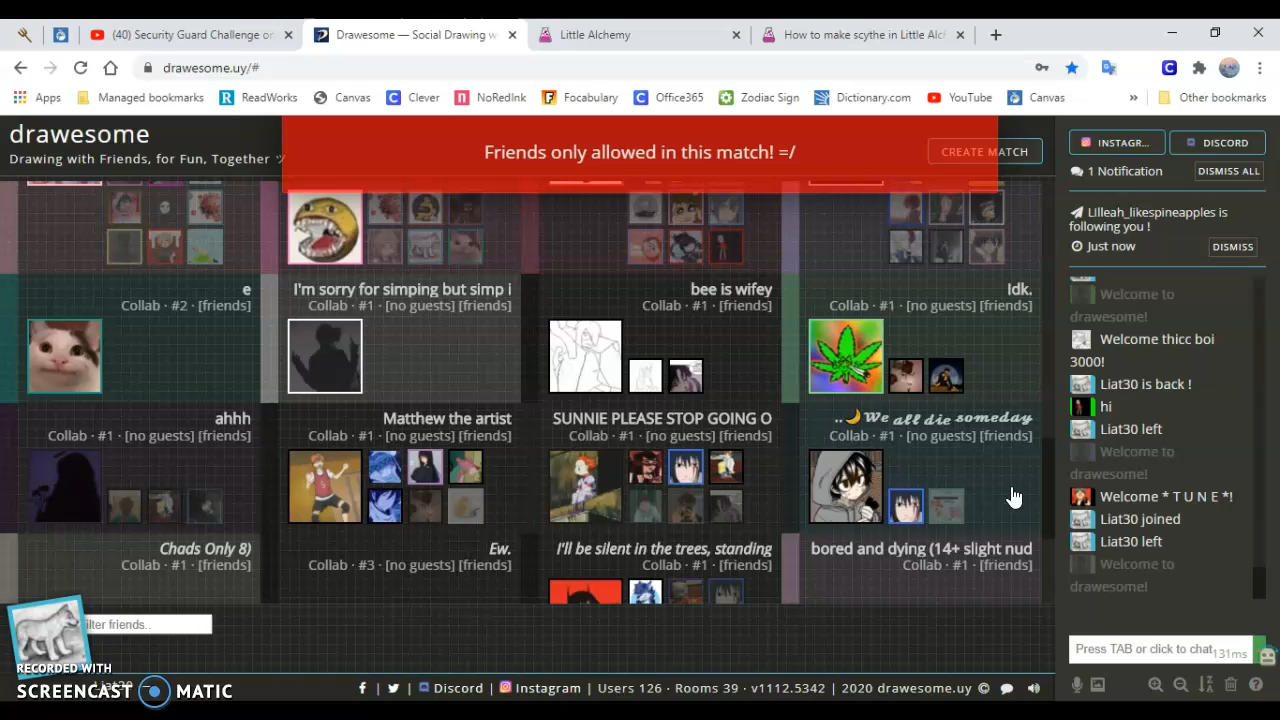 (40) Security Guard Challenge on
Drawesome — Social Drawing w
Little Alchemy
How to make scythe in Little Alch
drawesome.uy/#
Apps
Managed bookmarks
ReadWorks
Canvas
Clever
NoRedInk
Focabulary
Office365
Zodiac Sign
Dictionary.com
YouTube
Canvas
Other bookmarks
drawesome
Drawing with Friends, for Fun, Together ツ
Friends only allowed in this match! =/
CREATE MATCH
INSTAGR...
DISCORD
1 Notification
DISMISS ALL
LIlleah_likespineapples is
following you !
Just now
DISMISS
e
Collab · #2 · [friends]
I'm sorry for simping but simp i
Collab · #1 · [no guests] [friends]
bee is wifey
Collab · #1 · [friends]
Idk.
Collab · #1 · [no guests] [friends]
ahhh
Collab · #1 · [no guests] [friends]
Matthew the artist
Collab · #1 · [no guests] [friends]
SUNNIE PLEASE STOP GOING O
Collab · #1 · [no guests] [friends]
..🌙We all die someday
Collab · #1 · [no guests] [friends]
Chads Only 8)
Collab · #1 · [friends]
Ew.
Collab · #3 · [no guests] [friends]
I'll be silent in the trees, standing
Collab · #1 · [friends]
bored and dying (14+ slight nud
Collab · #1 · [friends]
Welcome to
drawesome!
Welcome thicc boi
3000!
Liat30 is back !
hi
Liat30 left
Welcome to
drawesome!
Welcome * T U N E *!
Liat30 joined
Liat30 left
Welcome to
drawesome!
Press TAB or click to chat
131ms
ilter friends..
RECORDED WITH
SCREENCAST MATIC
Discord | Instagram | Users 126 · Rooms 39 · v1112.5342 | 2020 drawesome.uy ©